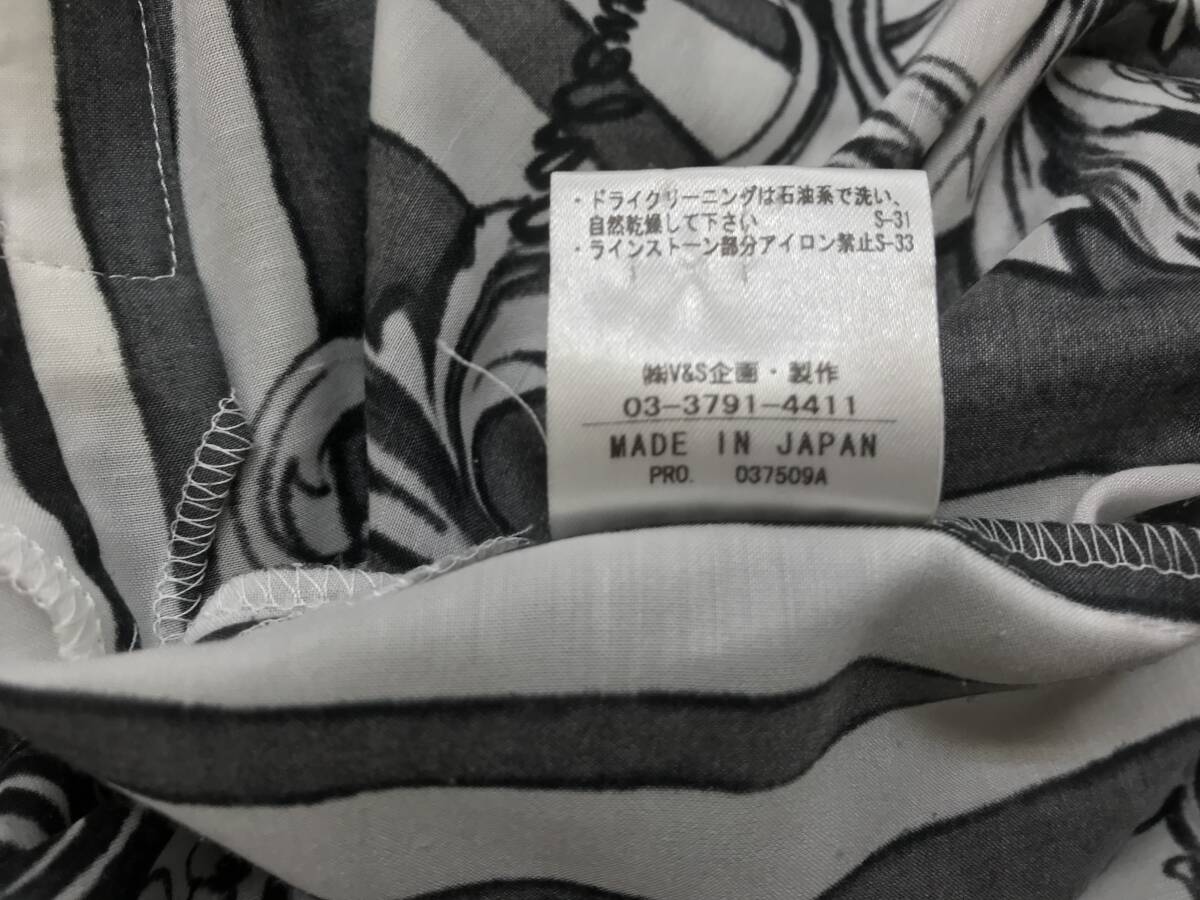 ・ドライクリーニングは石油系で洗い、
自然乾燥して下さい S-31
・ラインストーン部分アイロン禁止S-33
㈱V&S企画・製作
03-3791-4411
MADE IN JAPAN
PRO. 037509A